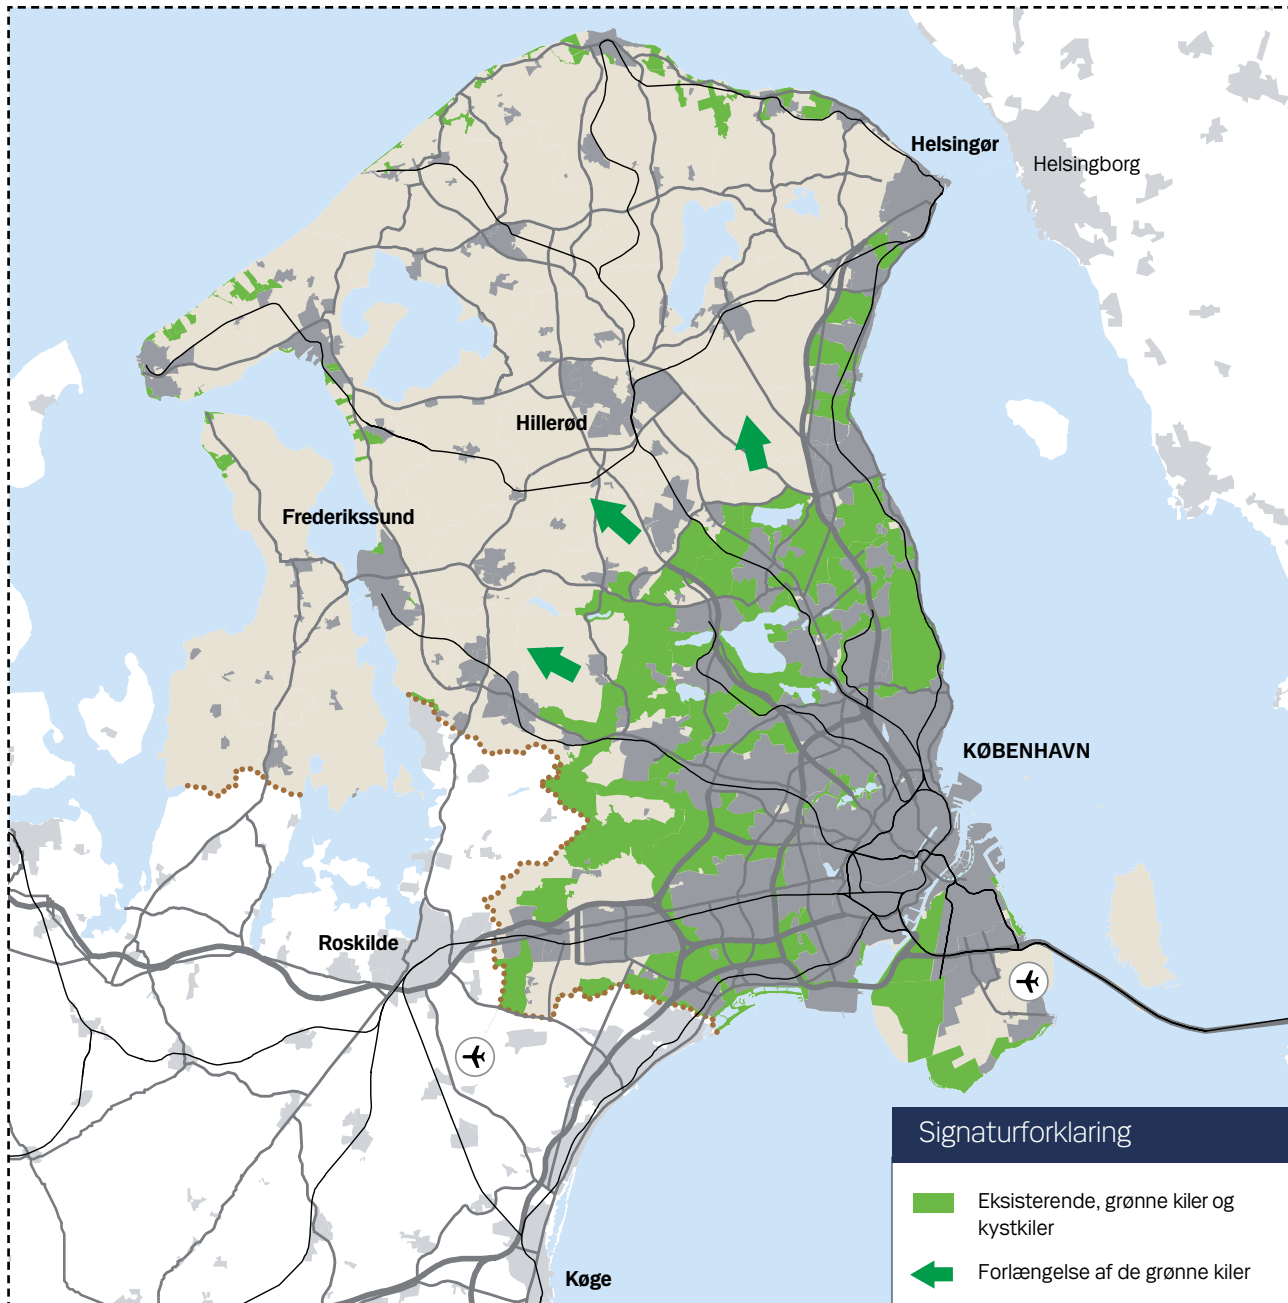 Helsingør
Helsingborg
Hillerød
Frederikssund
KØBENHAVN
Roskilde
Køge
Signaturforklaring
Eksisterende, grønne kiler og
kystkiler
Forlængelse af de grønne kiler